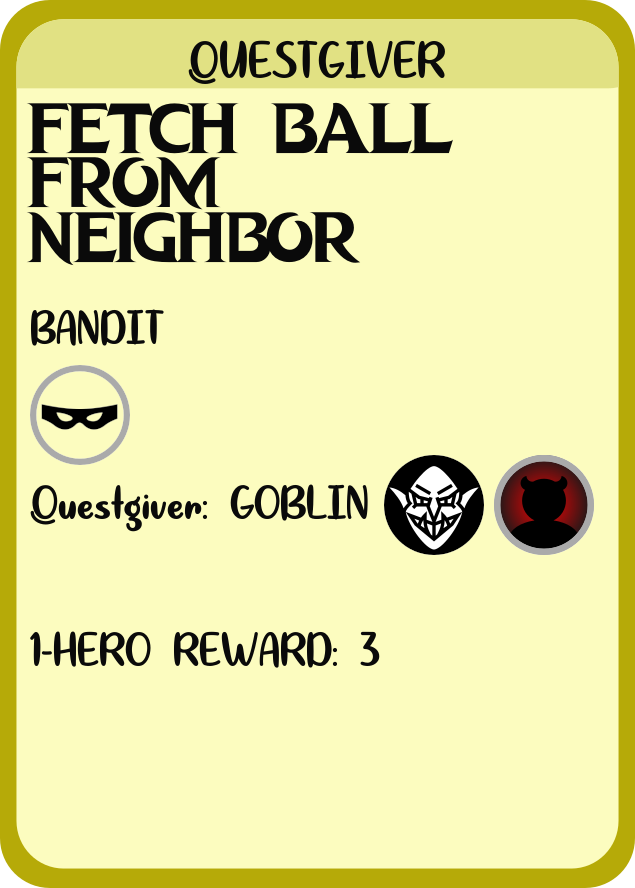 QUESTGIVER
FETCH BALL
FROM
NEIGHBOR
BANDIT
Questgiver: GOBLIN
1-HERO REWARD: 3